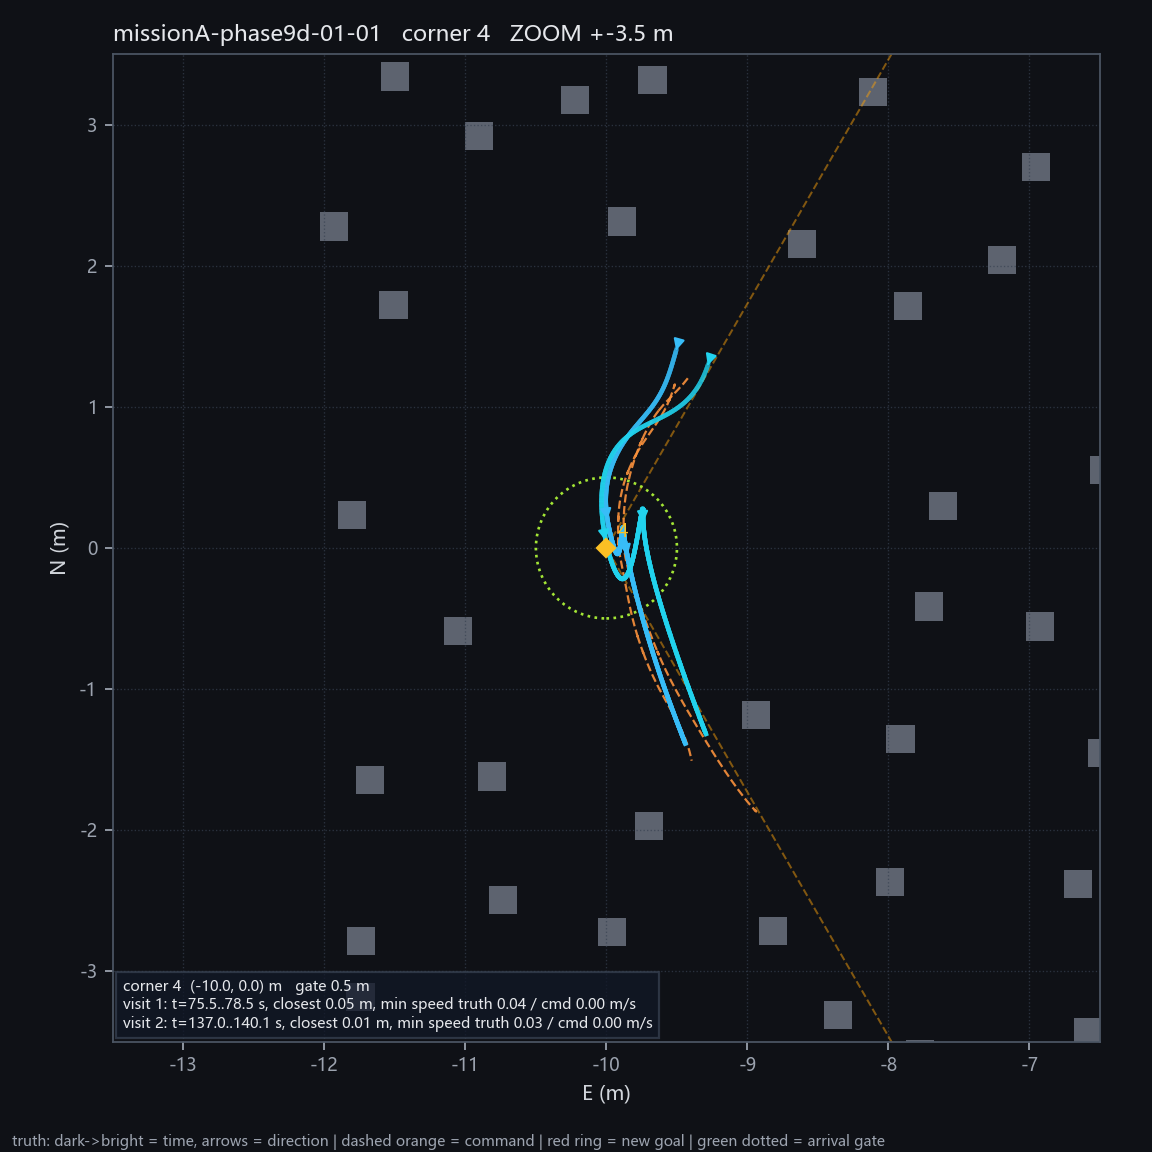 missionA-phase9d-01-01 corner 4 ZOOM +-3.5 m
3
2
1
0
-1
-2
-3
N (m)
corner 4 (-10.0, 0.0) m gate 0.5 m
visit 1: t=75.5..78.5 s, closest 0.05 m, min speed truth 0.04 / cmd 0.00 m/s
visit 2: t=137.0..140.1 s, closest 0.01 m, min speed truth 0.03 / cmd 0.00 m/s
-13 -12 -11 -10 -9 -8 -7
E (m)
truth: dark->bright = time, arrows = direction | dashed orange = command | red ring = new goal | green dotted = arrival gate